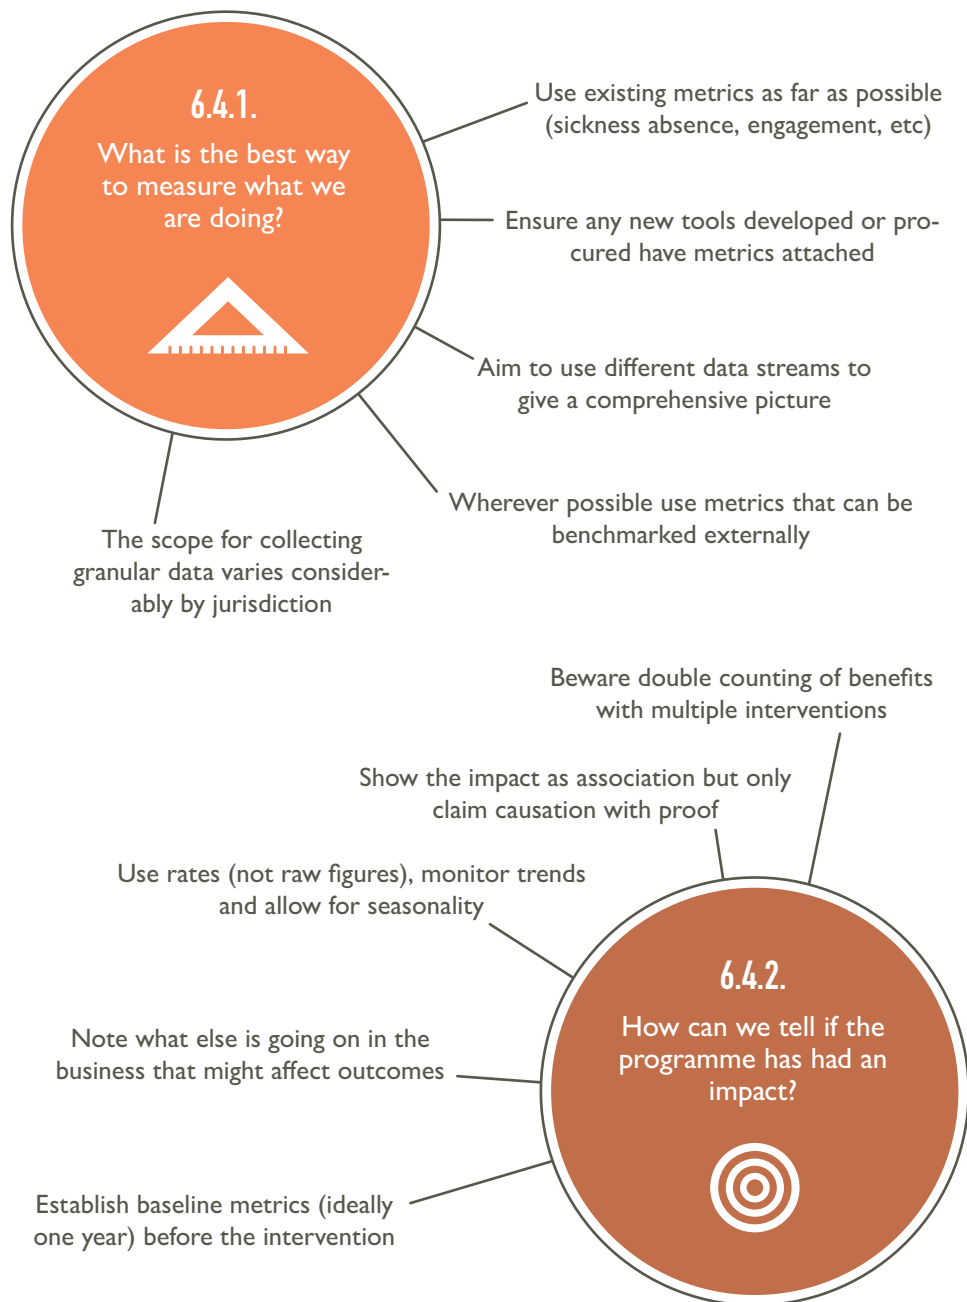 6.4.1.
What is the best way
to measure what we
are doing?
Use existing metrics as far as possible
(sickness absence, engagement, etc)
Ensure any new tools developed or pro-
cured have metrics attached
Aim to use different data streams to
give a comprehensive picture
Wherever possible use metrics that can be
benchmarked externally
The scope for collecting
granular data varies consider-
ably by jurisdiction
Beware double counting of benefits
with multiple interventions
Show the impact as association but only
claim causation with proof
Use rates (not raw figures), monitor trends
and allow for seasonality
Note what else is going on in the
business that might affect outcomes
Establish baseline metrics (ideally
one year) before the intervention
6.4.2.
How can we tell if the
programme has had an
impact?